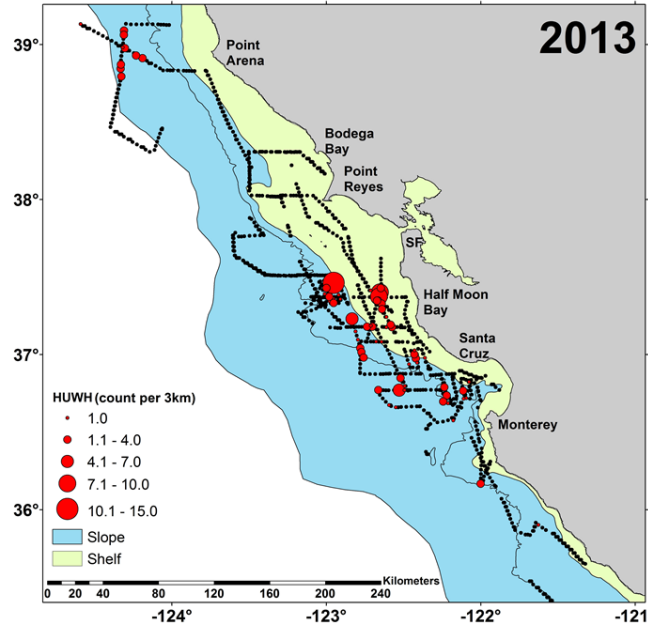 2013
39°
38°
37°
36°
Point
Arena
Bodega
Bay
Point
Reyes
SF
Half Moon
Bay
Santa
Cruz
Monterey
HUWH (count per 3km)
1.0
1.1 - 4.0
4.1 - 7.0
7.1 - 10.0
10.1 - 15.0
Slope
Shelf
Kilometers
0 20 40 80 120 160 200 240
-124° -123° -122° -121°